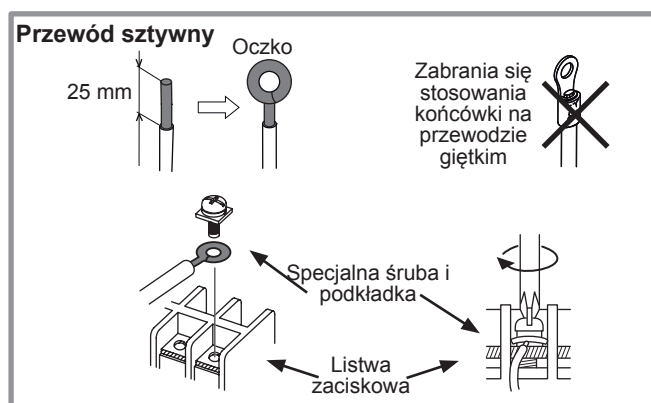 Przewód sztywny
Oczko
25 mm
Zabrania się
stosowania
końcówki na
przewodzie
giętkim
Specjalna śruba i
podkładka
Listwa
zaciskowa